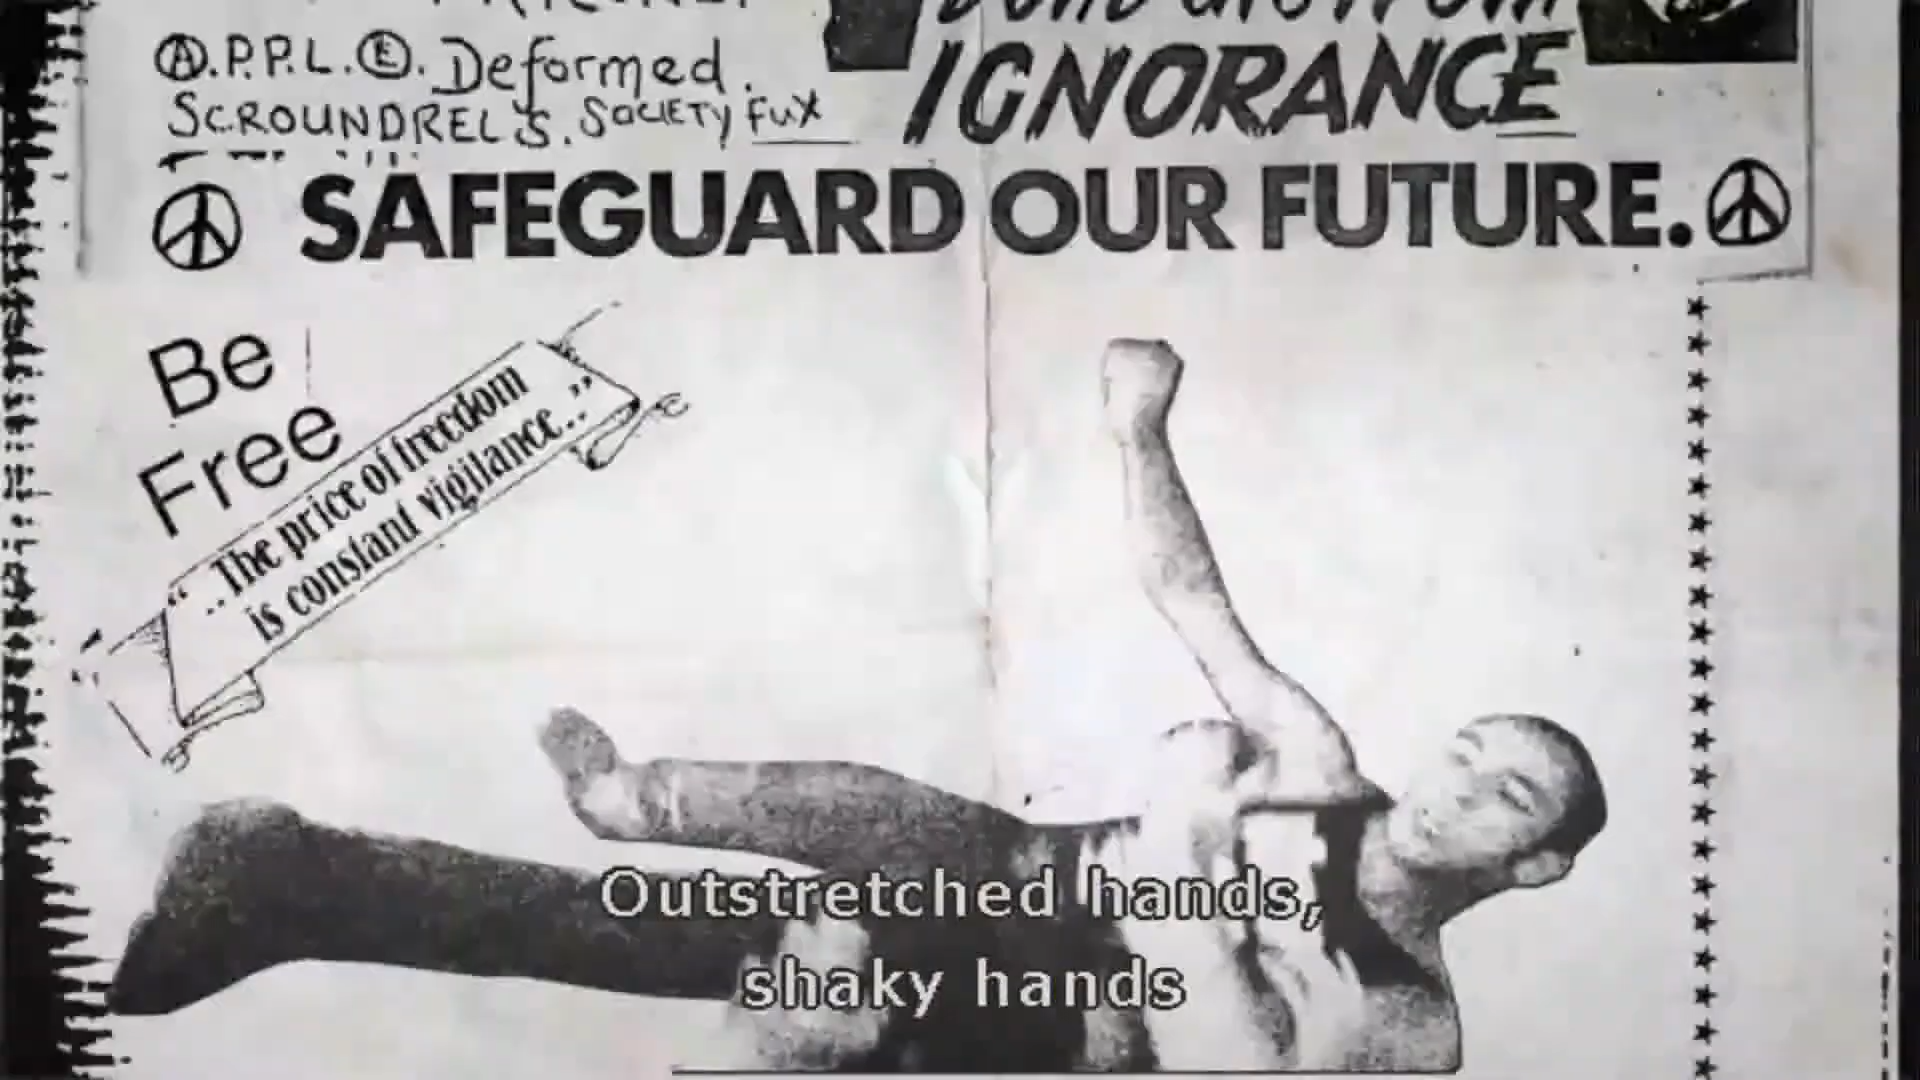 Ⓐ.P.P.L.Ⓔ. Deformed.
SCROUNDREL'S. SOCIETY FUX
IGNORANCE
SAFEGUARD OUR FUTURE.
Be
Free
"..The price of freedom
is constant vigilance.."
Outstretched hands,
shaky hands